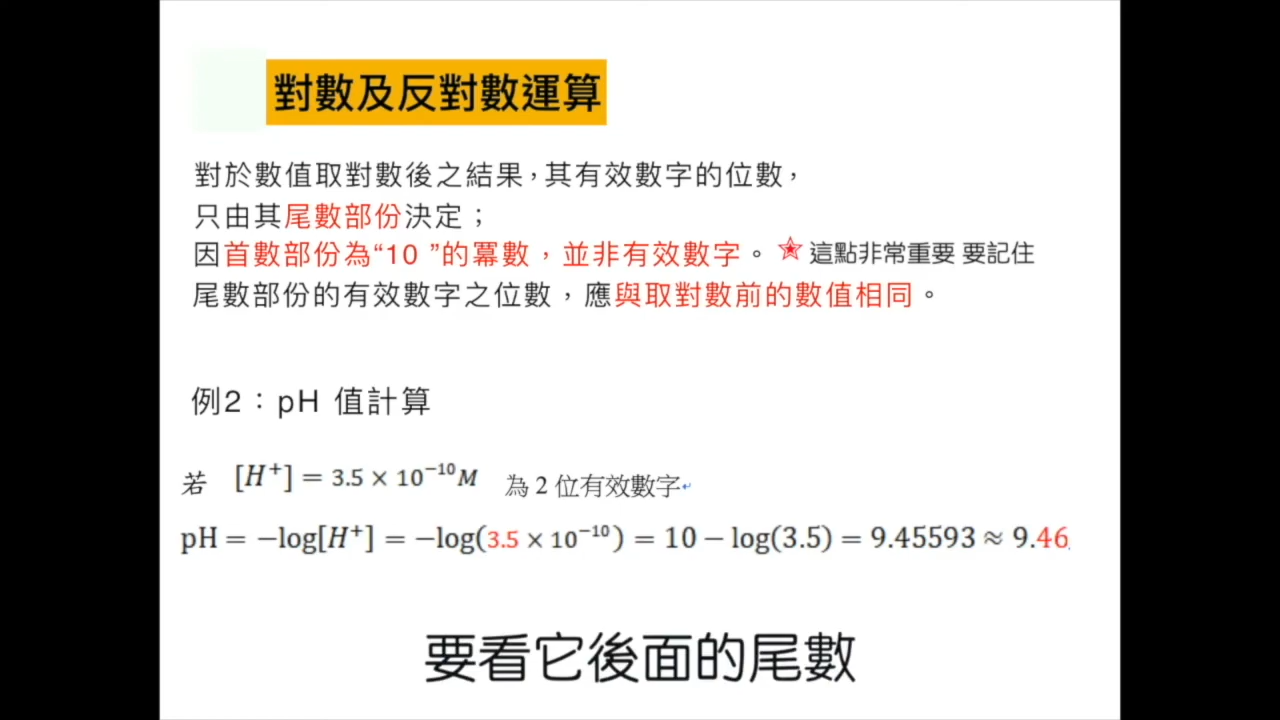 對數及反對數運算
對於數值取對數後之結果，其有效數字的位數，
只由其尾數部份決定；
因首數部份為“10 ”的冪數，並非有效數字。 ☆這點非常重要 要記住
尾數部份的有效數字之位數，應與取對數前的數值相同。
例2：pH 值計算
若 [H⁺] = 3.5 × 10⁻¹⁰M 為 2 位有效數字
pH = −log[H⁺] = −log(3.5 × 10⁻¹⁰) = 10 − log(3.5) = 9.45593 ≈ 9.46
要看它後面的尾數